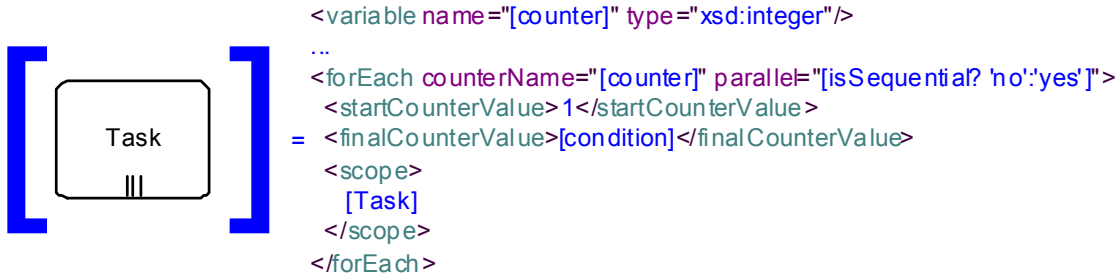 <variable name="[counter]" type="xsd:integer"/>
...
<forEach counterName="[counter]" parallel="[isSequential? 'no':'yes']">
<startCounterValue>1</startCounterValue>
Task
= <finalCounterValue>[condition]</finalCounterValue>
<scope>
[Task]
</scope>
</forEach>